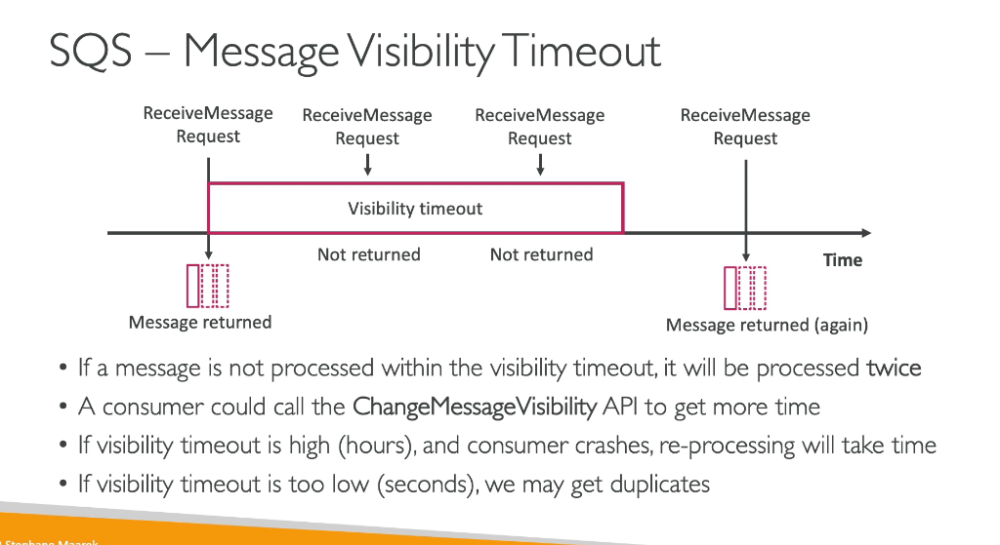 SQS – Message Visibility Timeout
ReceiveMessage
Request
ReceiveMessage
Request
ReceiveMessage
Request
ReceiveMessage
Request
Visibility timeout
Not returned
Not returned
Time
Message returned
Message returned (again)
• If a message is not processed within the visibility timeout, it will be processed twice
• A consumer could call the ChangeMessageVisibility API to get more time
• If visibility timeout is high (hours), and consumer crashes, re-processing will take time
• If visibility timeout is too low (seconds), we may get duplicates
Stephane Maarek